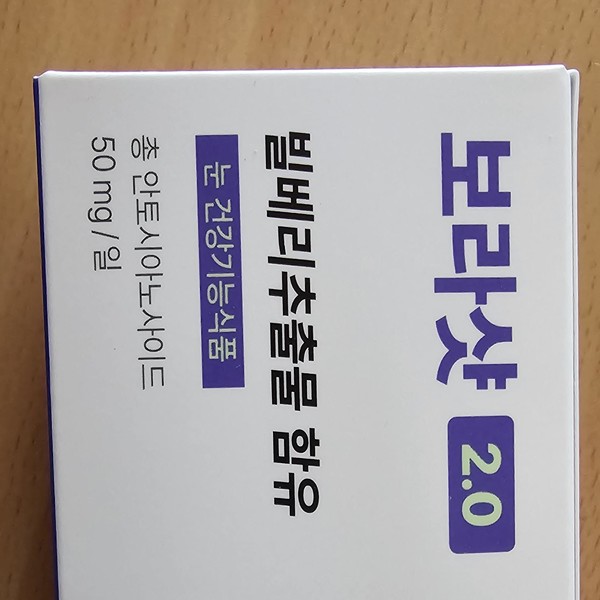 보라샷 2.0
빌베리추출물 함유
눈 건강기능식품
총 안토시아노사이드
50 mg / 일